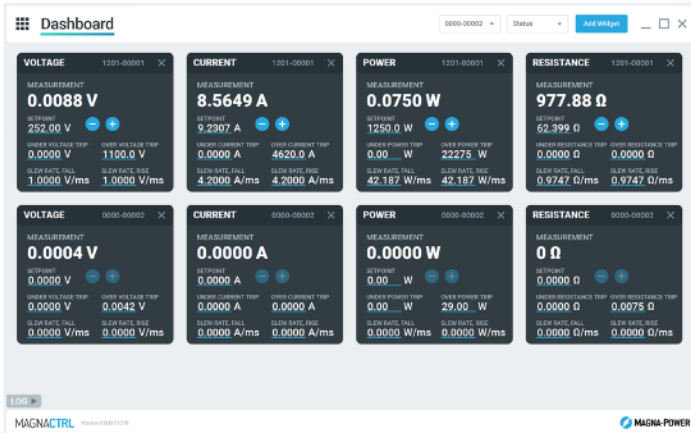 Dashboard
0000-00002
Status
Add Widget
VOLTAGE 1201-00001
MEASUREMENT
0.0088 V
SETPOINT
252.00 V
UNDER VOLTAGE TRIP OVER VOLTAGE TRIP
0.0000 V 1100.0 V
SLEW RATE, FALL SLEW RATE, RISE
1.0000 V/ms 1.0000 V/ms
CURRENT 1201-00001
MEASUREMENT
8.5649 A
SETPOINT
9.2307 A
UNDER CURRENT TRIP OVER CURRENT TRIP
0.0000 A 4620.0 A
SLEW RATE, FALL SLEW RATE, RISE
4.2000 A/ms 4.2000 A/ms
POWER 1201-00001
MEASUREMENT
0.0750 W
SETPOINT
1250.0 W
UNDER POWER TRIP OVER POWER TRIP
0.00 W 22275 W
SLEW RATE, FALL SLEW RATE, RISE
42.187 W/ms 42.187 W/ms
RESISTANCE 1201-00001
MEASUREMENT
977.88 Ω
SETPOINT
62.399 Ω
UNDER RESISTANCE TRIP OVER RESISTANCE TRIP
0.0000 Ω 0.0000 Ω
SLEW RATE, FALL SLEW RATE, RISE
0.9747 Ω/ms 0.9747 Ω/ms
VOLTAGE 0000-00002
MEASUREMENT
0.0004 V
SETPOINT
0.0000 V
UNDER VOLTAGE TRIP OVER VOLTAGE TRIP
0.0000 V 0.0042 V
SLEW RATE, FALL SLEW RATE, RISE
0.0000 V/ms 0.0000 V/ms
CURRENT 0000-00002
MEASUREMENT
0.0000 A
SETPOINT
0.0000 A
UNDER CURRENT TRIP OVER CURRENT TRIP
0.0000 A 0.0000 A
SLEW RATE, FALL SLEW RATE, RISE
0.0000 A/ms 0.0000 A/ms
POWER 0000-00002
MEASUREMENT
0.0000 W
SETPOINT
0.00 W
UNDER POWER TRIP OVER POWER TRIP
0.00 W 29.00 W
SLEW RATE, FALL SLEW RATE, RISE
0.0000 W/ms 0.0000 W/ms
RESISTANCE 0000-00002
MEASUREMENT
0 Ω
SETPOINT
0.0000 Ω
UNDER RESISTANCE TRIP OVER RESISTANCE TRIP
0.0000 Ω 0.0075 Ω
SLEW RATE, FALL SLEW RATE, RISE
0.0000 Ω/ms 0.0000 Ω/ms
LOG
MAGNACTRL
MAGNA-POWER